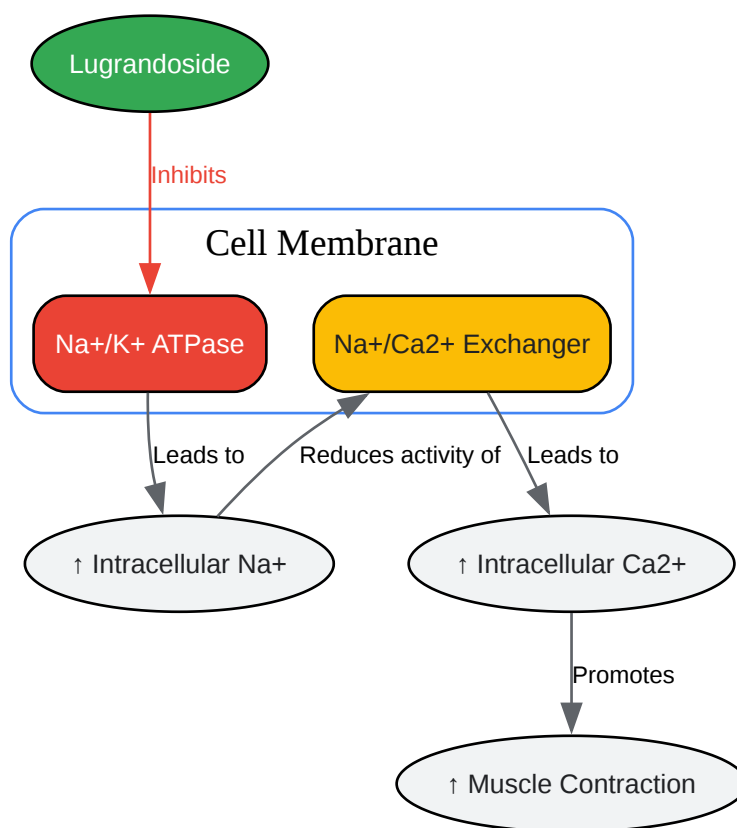 Lugrandoside
Inhibits
Cell Membrane
Na+/K+ ATPase
Na+/Ca2+ Exchanger
Leads to
Reduces activity of
Leads to
↑ Intracellular Na+
↑ Intracellular Ca2+
Promotes
↑ Muscle Contraction